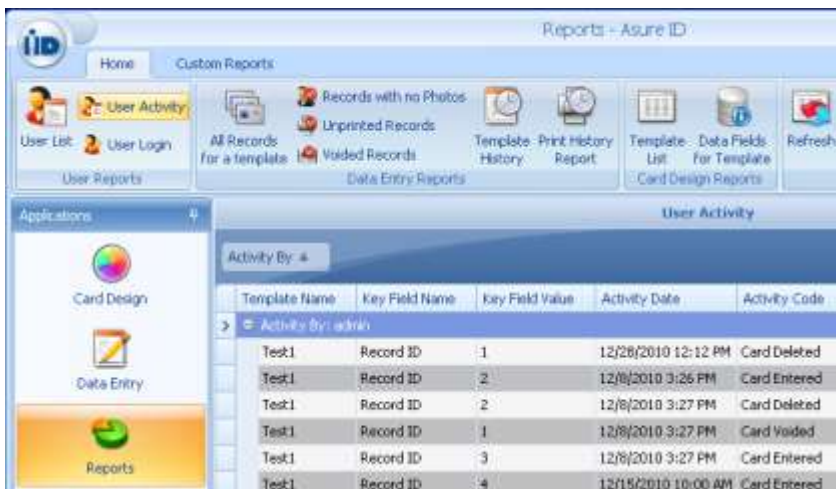 Reports - Asure ID
Home Custom Reports
User List
User Activity
User Login
User Reports
All Records for a template
Records with no Photos
Unprinted Records
Voided Records
Template History
Print History Report
Data Entry Reports
Template List
Data Fields for Template
Card Design Reports
Refresh
Applications
Card Design
Data Entry
Reports
User Activity
Activity By
Template Name Key Field Name Key Field Value Activity Date Activity Code
Activity By: admin
Test1 Record ID 1 12/28/2010 12:12 PM Card Deleted
Test1 Record ID 2 12/8/2010 3:26 PM Card Entered
Test1 Record ID 2 12/8/2010 3:27 PM Card Deleted
Test1 Record ID 1 12/8/2010 3:27 PM Card Voided
Test1 Record ID 3 12/8/2010 3:27 PM Card Entered
Test1 Record ID 4 12/15/2010 10:00 AM Card Entered